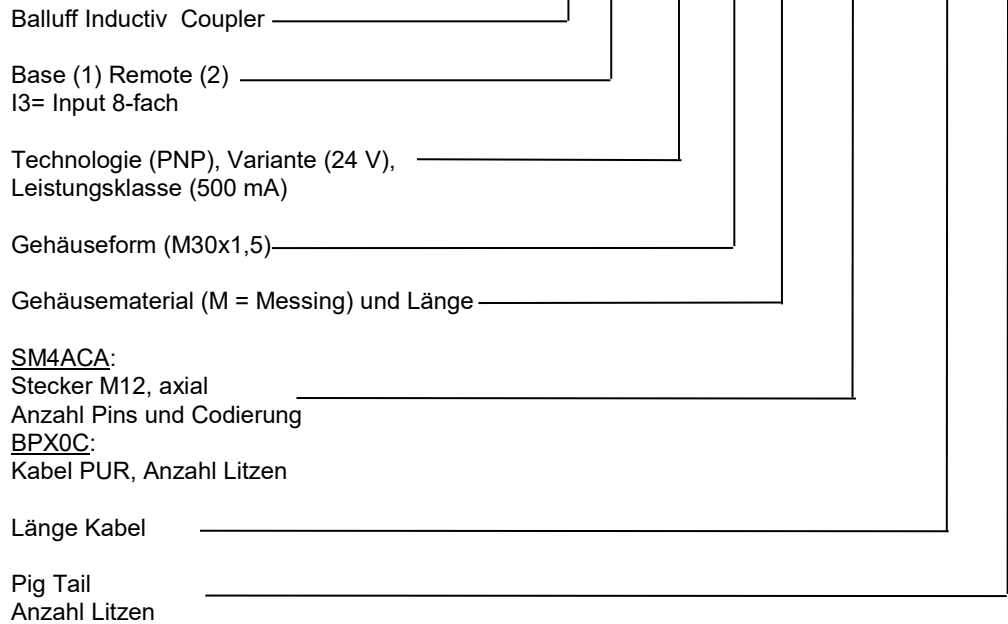 Balluff Inductiv  Coupler
Base (1) Remote (2)
I3= Input 8-fach
Technologie (PNP), Variante (24 V),
Leistungsklasse (500 mA)
Gehäuseform (M30x1,5)
Gehäusematerial (M = Messing) und Länge
SM4ACA:
Stecker M12, axial
Anzahl Pins und Codierung
BPX0C:
Kabel PUR, Anzahl Litzen
Länge Kabel
Pig Tail
Anzahl Litzen